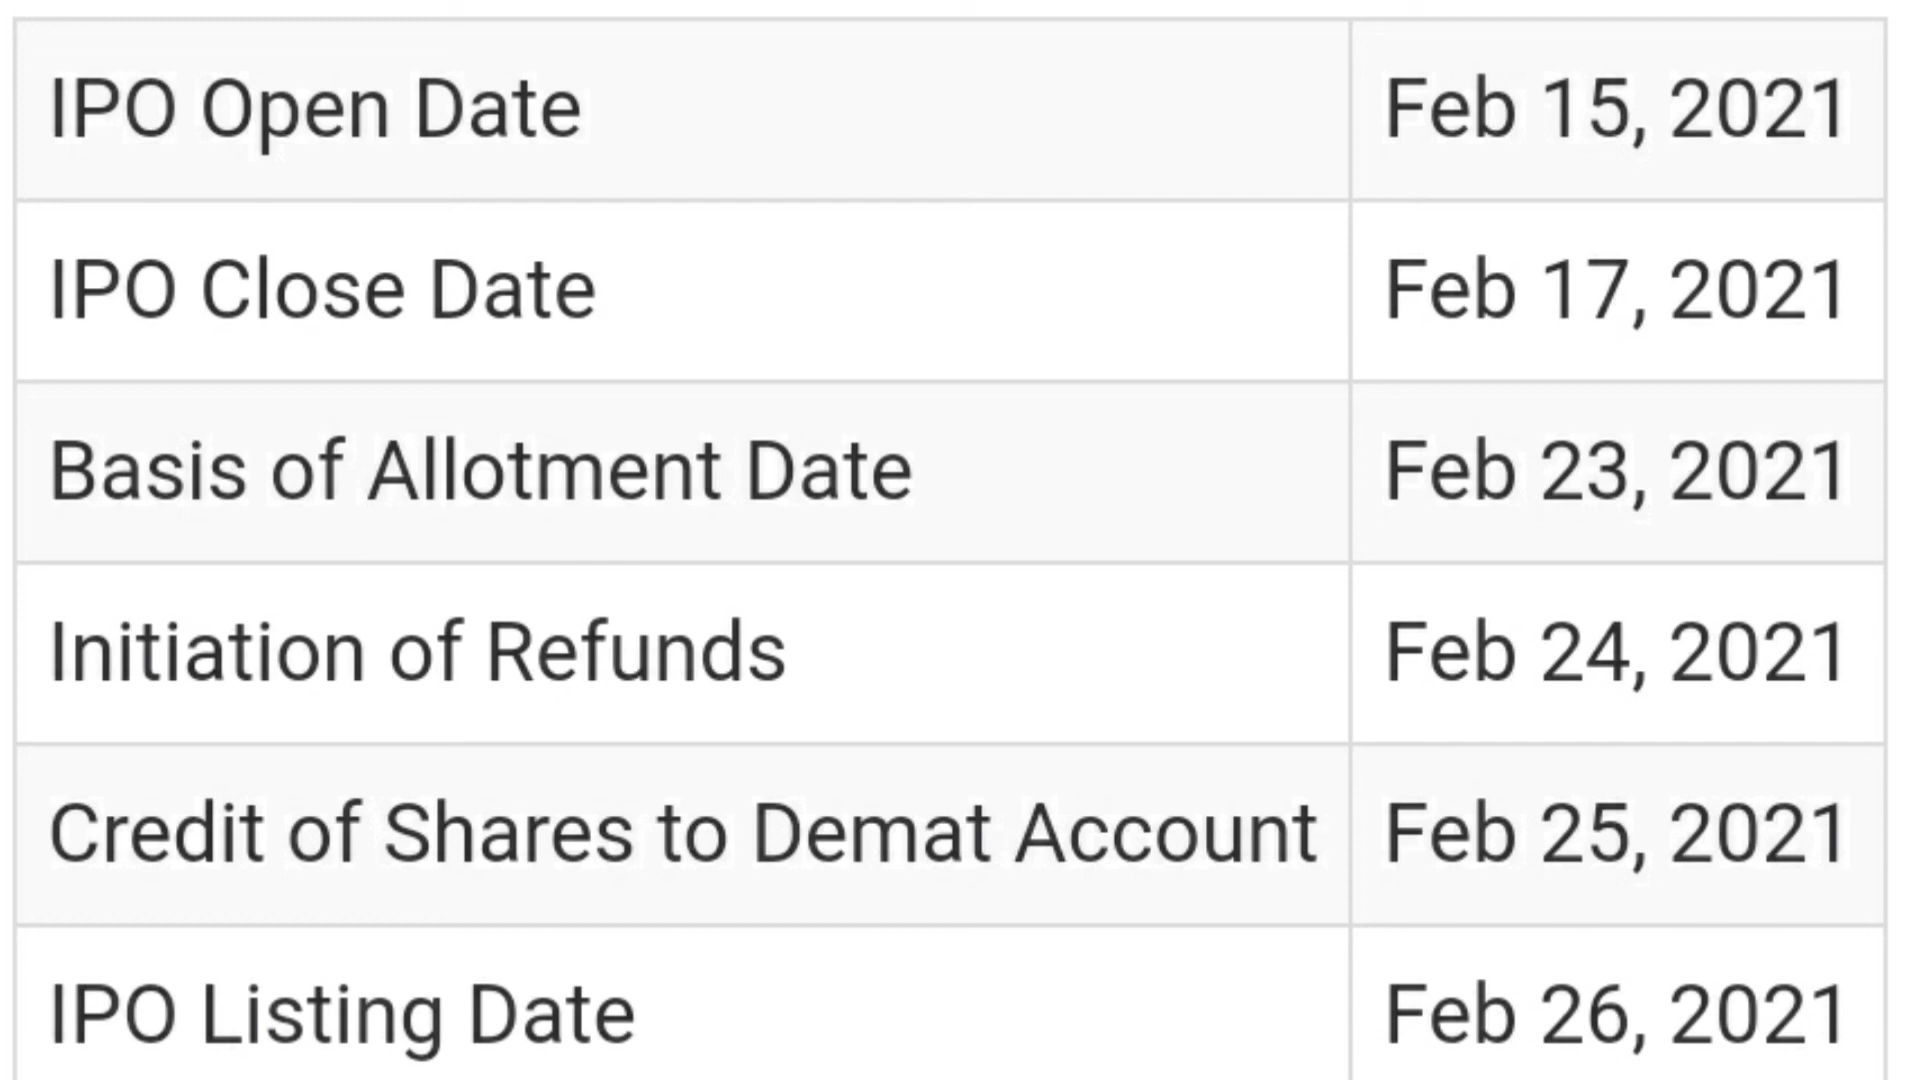 IPO Open Date Feb 15, 2021
IPO Close Date Feb 17, 2021
Basis of Allotment Date Feb 23, 2021
Initiation of Refunds Feb 24, 2021
Credit of Shares to Demat Account Feb 25, 2021
IPO Listing Date Feb 26, 2021